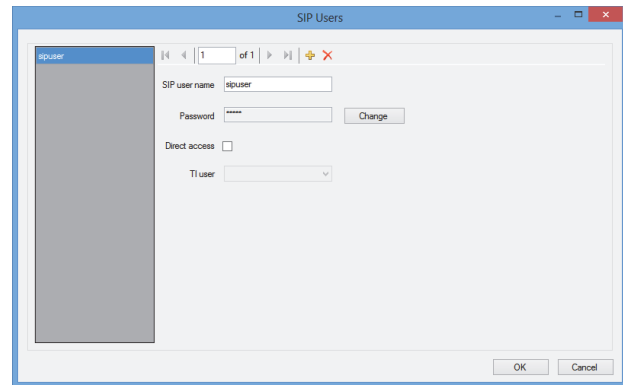 SIP Users
sipuser
1 of 1
SIP user name sipuser
Password *****
Change
Direct access
TI user
OK Cancel